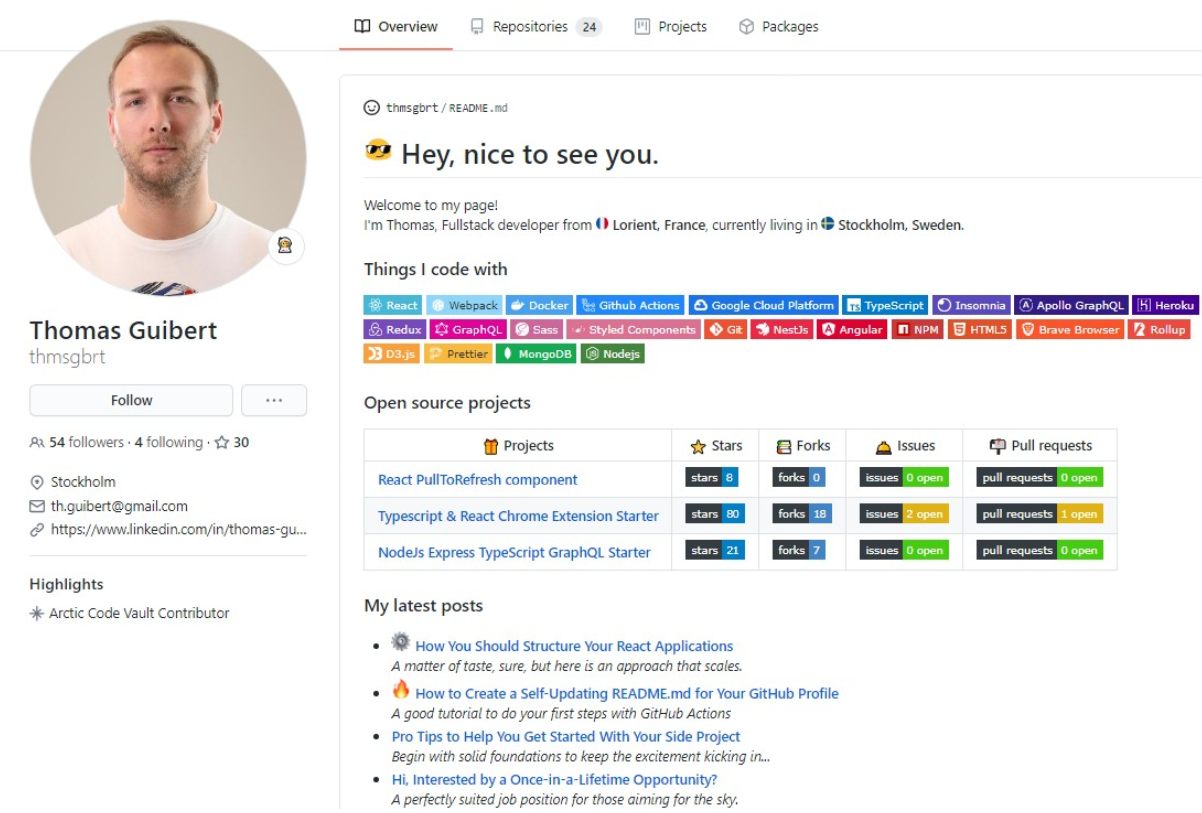 Overview Repositories 24 Projects Packages
Thomas Guibert
thmsgbrt
Follow ...
54 followers · 4 following · 30
Stockholm
th.guibert@gmail.com
https://www.linkedin.com/in/thomas-gu...
Highlights
Arctic Code Vault Contributor
thmsgbrt / README.md
Hey, nice to see you.
Welcome to my page!
I'm Thomas, Fullstack developer from Lorient, France, currently living in Stockholm, Sweden.
Things I code with
React Webpack Docker Github Actions Google Cloud Platform TS TypeScript Insomnia Apollo GraphQL Heroku
Redux GraphQL Sass Styled Components Git NestJs Angular NPM HTML5 Brave Browser Rollup
D3.js Prettier MongoDB Nodejs
Open source projects
Projects Stars Forks Issues Pull requests
React PullToRefresh component stars 8 forks 0 issues 0 open pull requests 0 open
Typescript & React Chrome Extension Starter stars 80 forks 18 issues 2 open pull requests 1 open
NodeJs Express TypeScript GraphQL Starter stars 21 forks 7 issues 0 open pull requests 0 open
My latest posts
How You Should Structure Your React Applications
A matter of taste, sure, but here is an approach that scales.
How to Create a Self-Updating README.md for Your GitHub Profile
A good tutorial to do your first steps with GitHub Actions
Pro Tips to Help You Get Started With Your Side Project
Begin with solid foundations to keep the excitement kicking in...
Hi, Interested by a Once-in-a-Lifetime Opportunity?
A perfectly suited job position for those aiming for the sky.